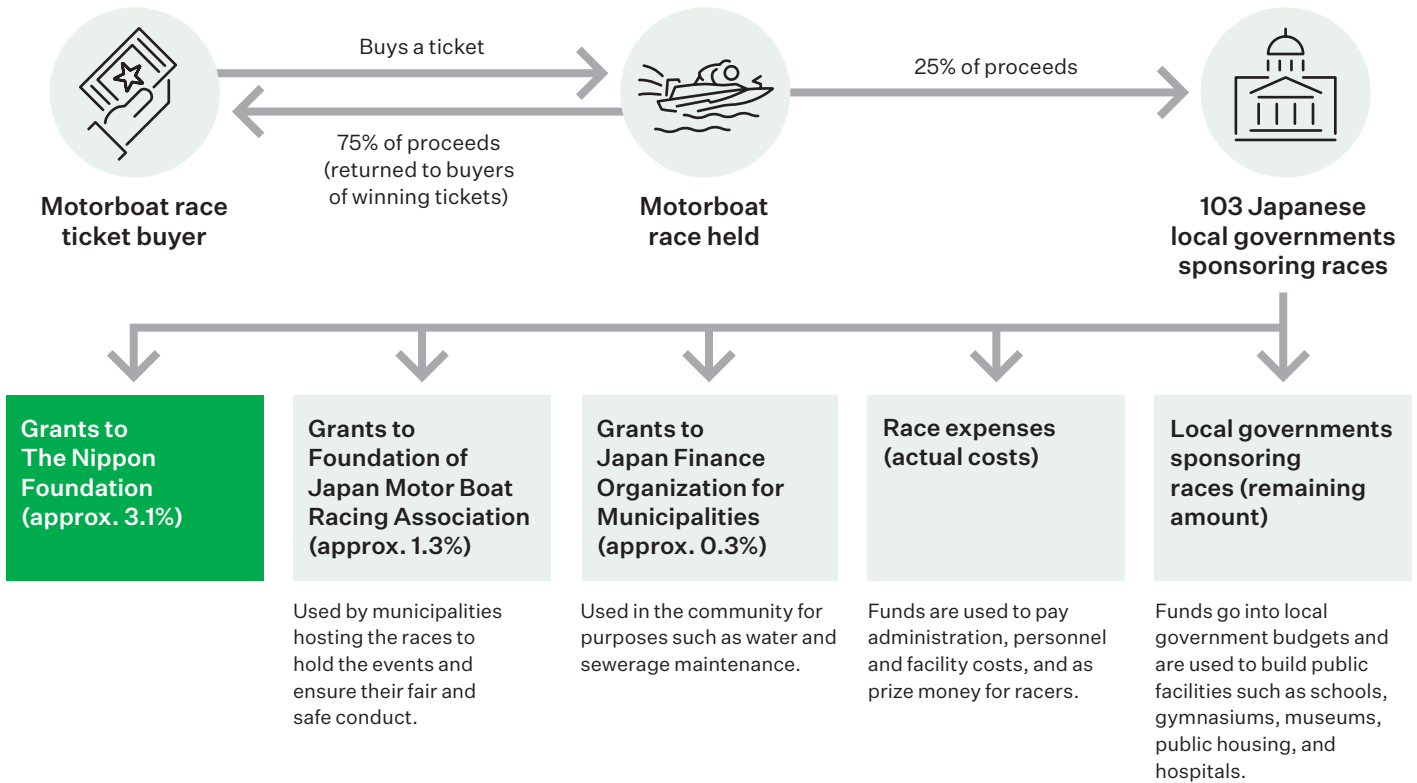 Buys a ticket
25% of proceeds
75% of proceeds
(returned to buyers
of winning tickets)
Motorboat race
ticket buyer
Motorboat
race held
103 Japanese
local governments
sponsoring races
Grants to
The Nippon
Foundation
(approx. 3.1%)
Grants to
Foundation of
Japan Motor Boat
Racing Association
(approx. 1.3%)
Grants to
Japan Finance
Organization for
Municipalities
(approx. 0.3%)
Race expenses
(actual costs)
Local governments
sponsoring
races (remaining
amount)
Used by municipalities
hosting the races to
hold the events and
ensure their fair and
safe conduct.
Used in the community for
purposes such as water and
sewerage maintenance.
Funds are used to pay
administration, personnel
and facility costs, and as
prize money for racers.
Funds go into local
government budgets and
are used to build public
facilities such as schools,
gymnasiums, museums,
public housing, and
hospitals.